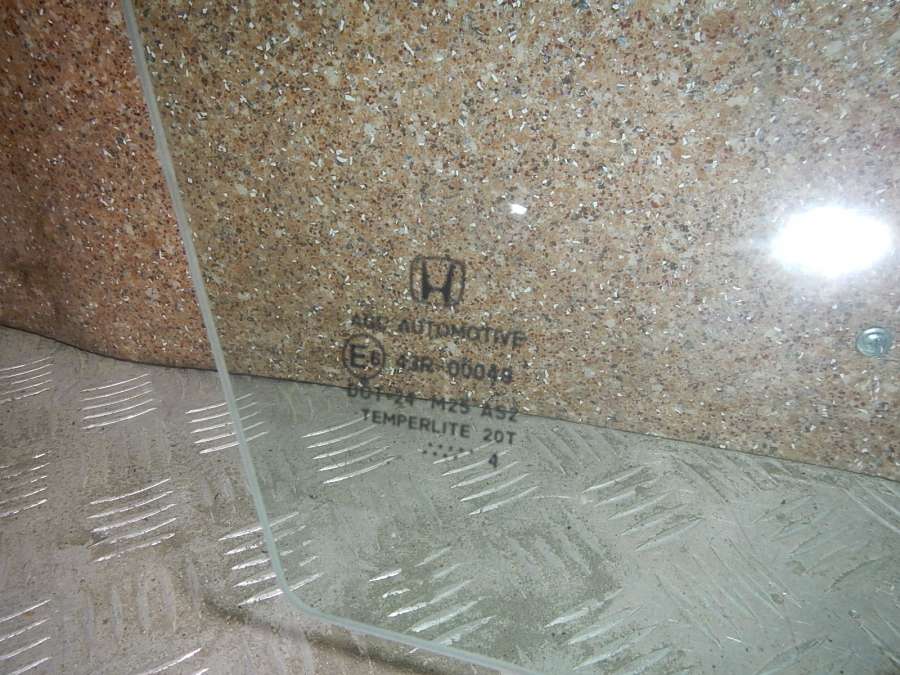 H
AGC AUTOMOTIVE
E6 43R-00049
DOT-24 M25 AS2
TEMPERLITE 20T
4